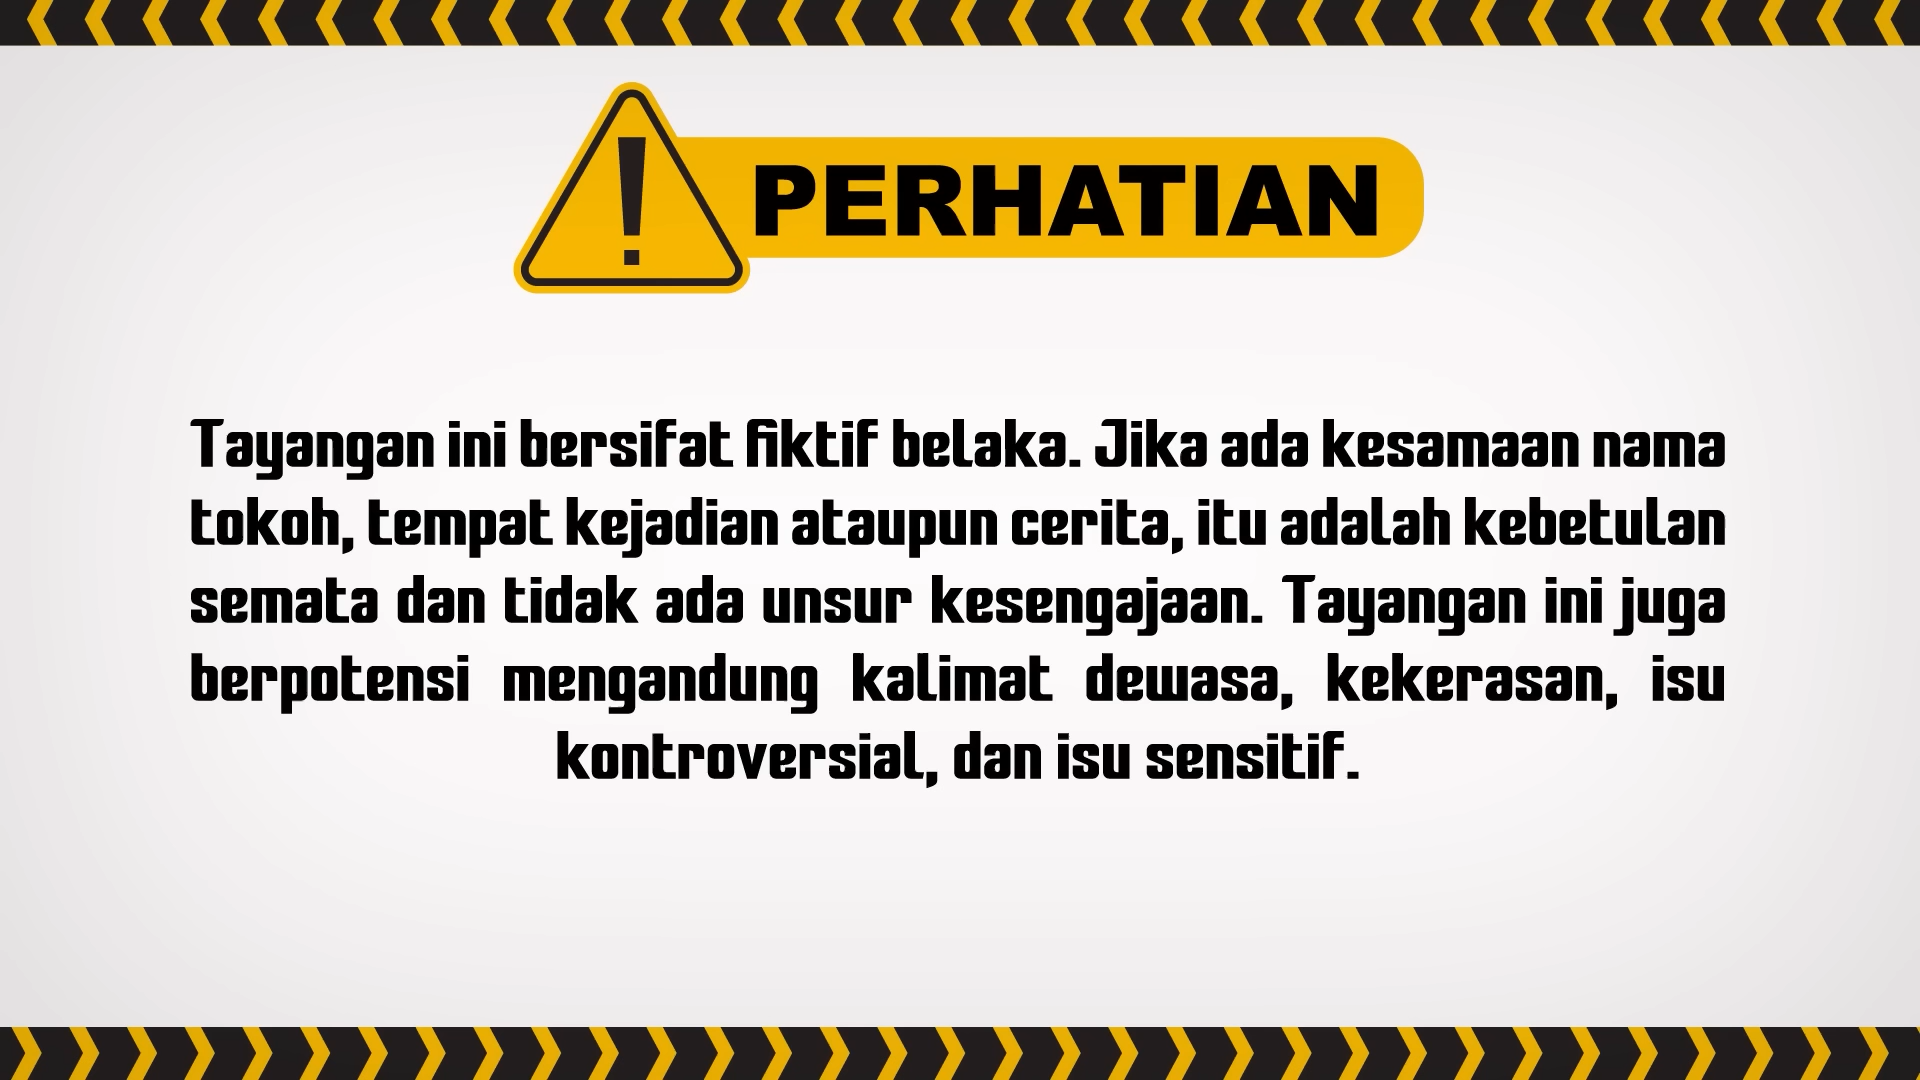 !
PERHATIAN
Tayangan ini bersifat fiktif belaka. Jika ada kesamaan nama
tokoh, tempat kejadian ataupun cerita, itu adalah kebetulan
semata dan tidak ada unsur kesengajaan. Tayangan ini juga
berpotensi mengandung kalimat dewasa, kekerasan, isu
kontroversial, dan isu sensitif.